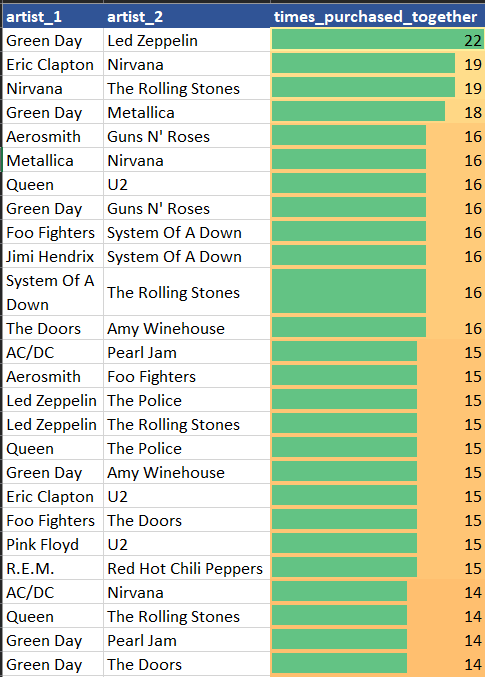 artist_1 artist_2 times_purchased_together
Green Day Led Zeppelin 22
Eric Clapton Nirvana 19
Nirvana The Rolling Stones 19
Green Day Metallica 18
Aerosmith Guns N' Roses 16
Metallica Nirvana 16
Queen U2 16
Green Day Guns N' Roses 16
Foo Fighters System Of A Down 16
Jimi Hendrix System Of A Down 16
System Of A
Down The Rolling Stones 16
The Doors Amy Winehouse 16
AC/DC Pearl Jam 15
Aerosmith Foo Fighters 15
Led Zeppelin The Police 15
Led Zeppelin The Rolling Stones 15
Queen The Police 15
Green Day Amy Winehouse 15
Eric Clapton U2 15
Foo Fighters The Doors 15
Pink Floyd U2 15
R.E.M. Red Hot Chili Peppers 15
AC/DC Nirvana 14
Queen The Rolling Stones 14
Green Day Pearl Jam 14
Green Day The Doors 14